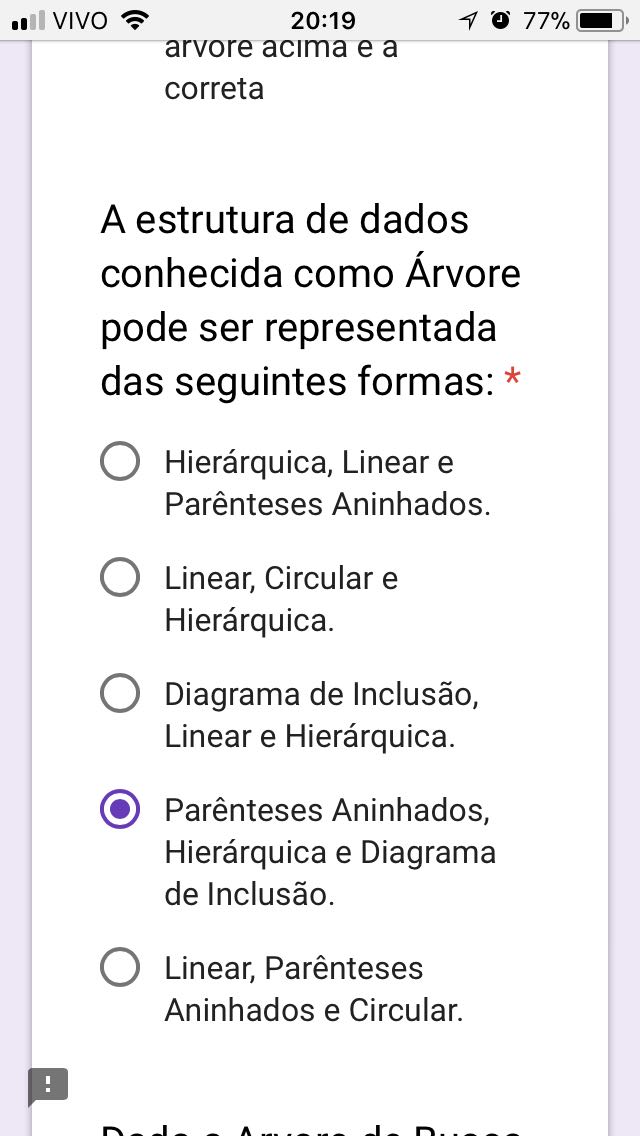 VIVO 20:19 77%
árvore acima é a
correta
A estrutura de dados
conhecida como Árvore
pode ser representada
das seguintes formas: *
Hierárquica, Linear e
Parênteses Aninhados.
Linear, Circular e
Hierárquica.
Diagrama de Inclusão,
Linear e Hierárquica.
Parênteses Aninhados,
Hierárquica e Diagrama
de Inclusão.
Linear, Parênteses
Aninhados e Circular.